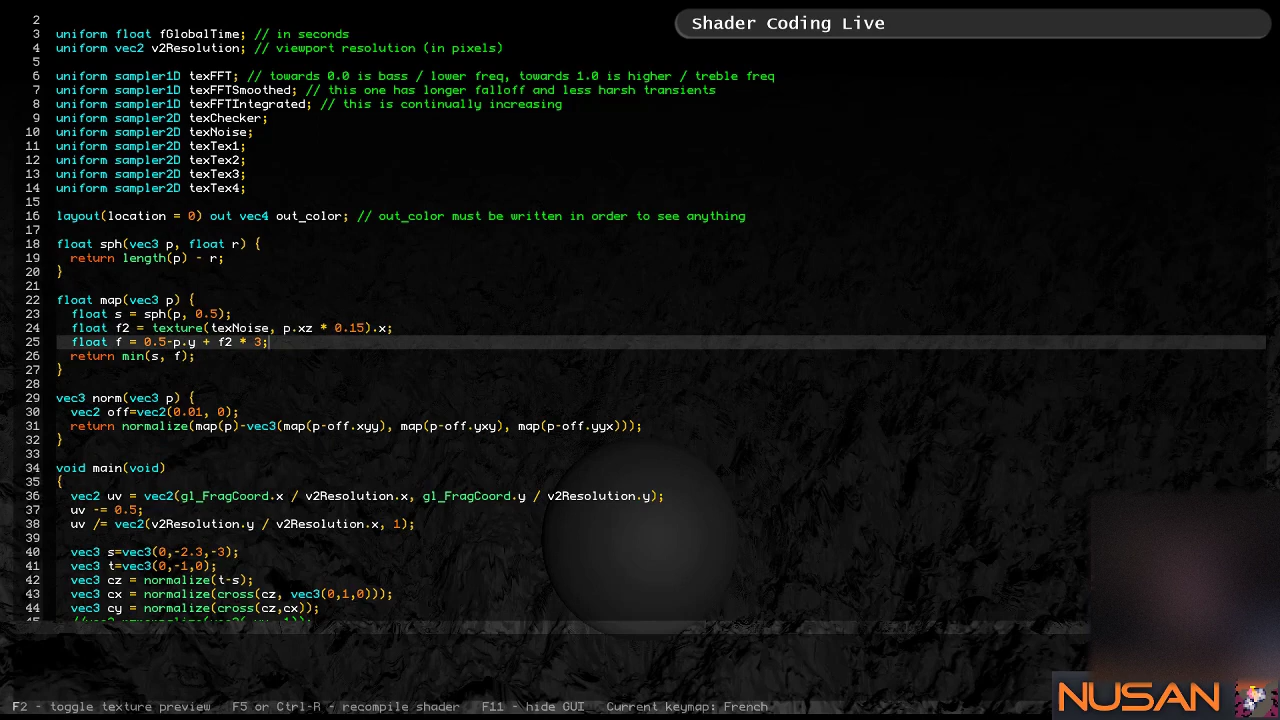 Shader Coding Live
2
3 uniform float fGlobalTime; // in seconds
4 uniform vec2 v2Resolution; // viewport resolution (in pixels)
5
6 uniform sampler1D texFFT; // towards 0.0 is bass / lower freq, towards 1.0 is higher / treble freq
7 uniform sampler1D texFFTSmoothed; // this one has longer falloff and less harsh transients
8 uniform sampler1D texFFTIntegrated; // this is continually increasing
9 uniform sampler2D texChecker;
10 uniform sampler2D texNoise;
11 uniform sampler2D texTex1;
12 uniform sampler2D texTex2;
13 uniform sampler2D texTex3;
14 uniform sampler2D texTex4;
15
16 layout(location = 0) out vec4 out_color; // out_color must be written in order to see anything
17
18 float sph(vec3 p, float r) {
19   return length(p) - r;
20 }
21
22 float map(vec3 p) {
23   float s = sph(p, 0.5);
24   float f2 = texture(texNoise, p.xz * 0.15).x;
25   float f = 0.5-p.y + f2 * 3;
26   return min(s, f);
27 }
28
29 vec3 norm(vec3 p) {
30   vec2 off=vec2(0.01, 0);
31   return normalize(map(p)-vec3(map(p-off.xyy), map(p-off.yxy), map(p-off.yyx)));
32 }
33
34 void main(void)
35 {
36   vec2 uv = vec2(gl_FragCoord.x / v2Resolution.x, gl_FragCoord.y / v2Resolution.y);
37   uv -= 0.5;
38   uv /= vec2(v2Resolution.y / v2Resolution.x, 1);
39
40   vec3 s=vec3(0,-2.3,-3);
41   vec3 t=vec3(0,-1,0);
42   vec3 cz = normalize(t-s);
43   vec3 cx = normalize(cross(cz, vec3(0,1,0)));
44   vec3 cy = normalize(cross(cz,cx));
F2 - toggle texture preview   F5 or Ctrl-R - recompile shader   F11 - hide GUI   Current keymap: French
NUSAN